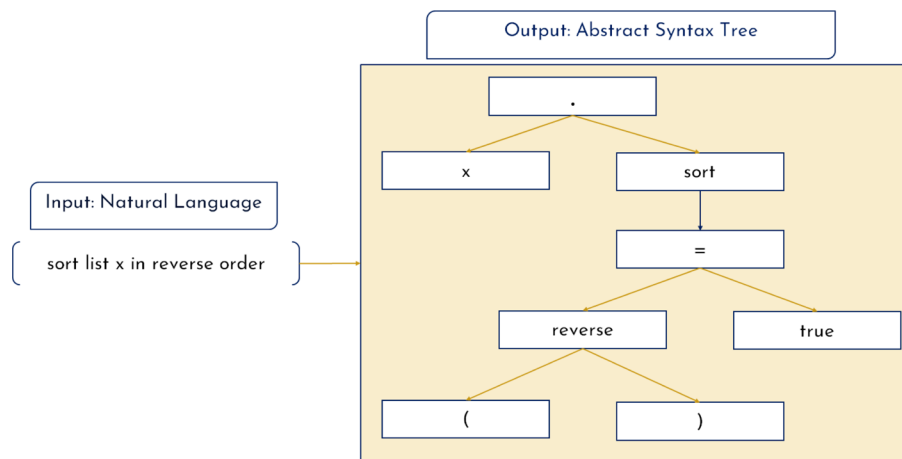 Output: Abstract Syntax Tree
.
x
sort
Input: Natural Language
=
sort list x in reverse order
reverse
true
(
)